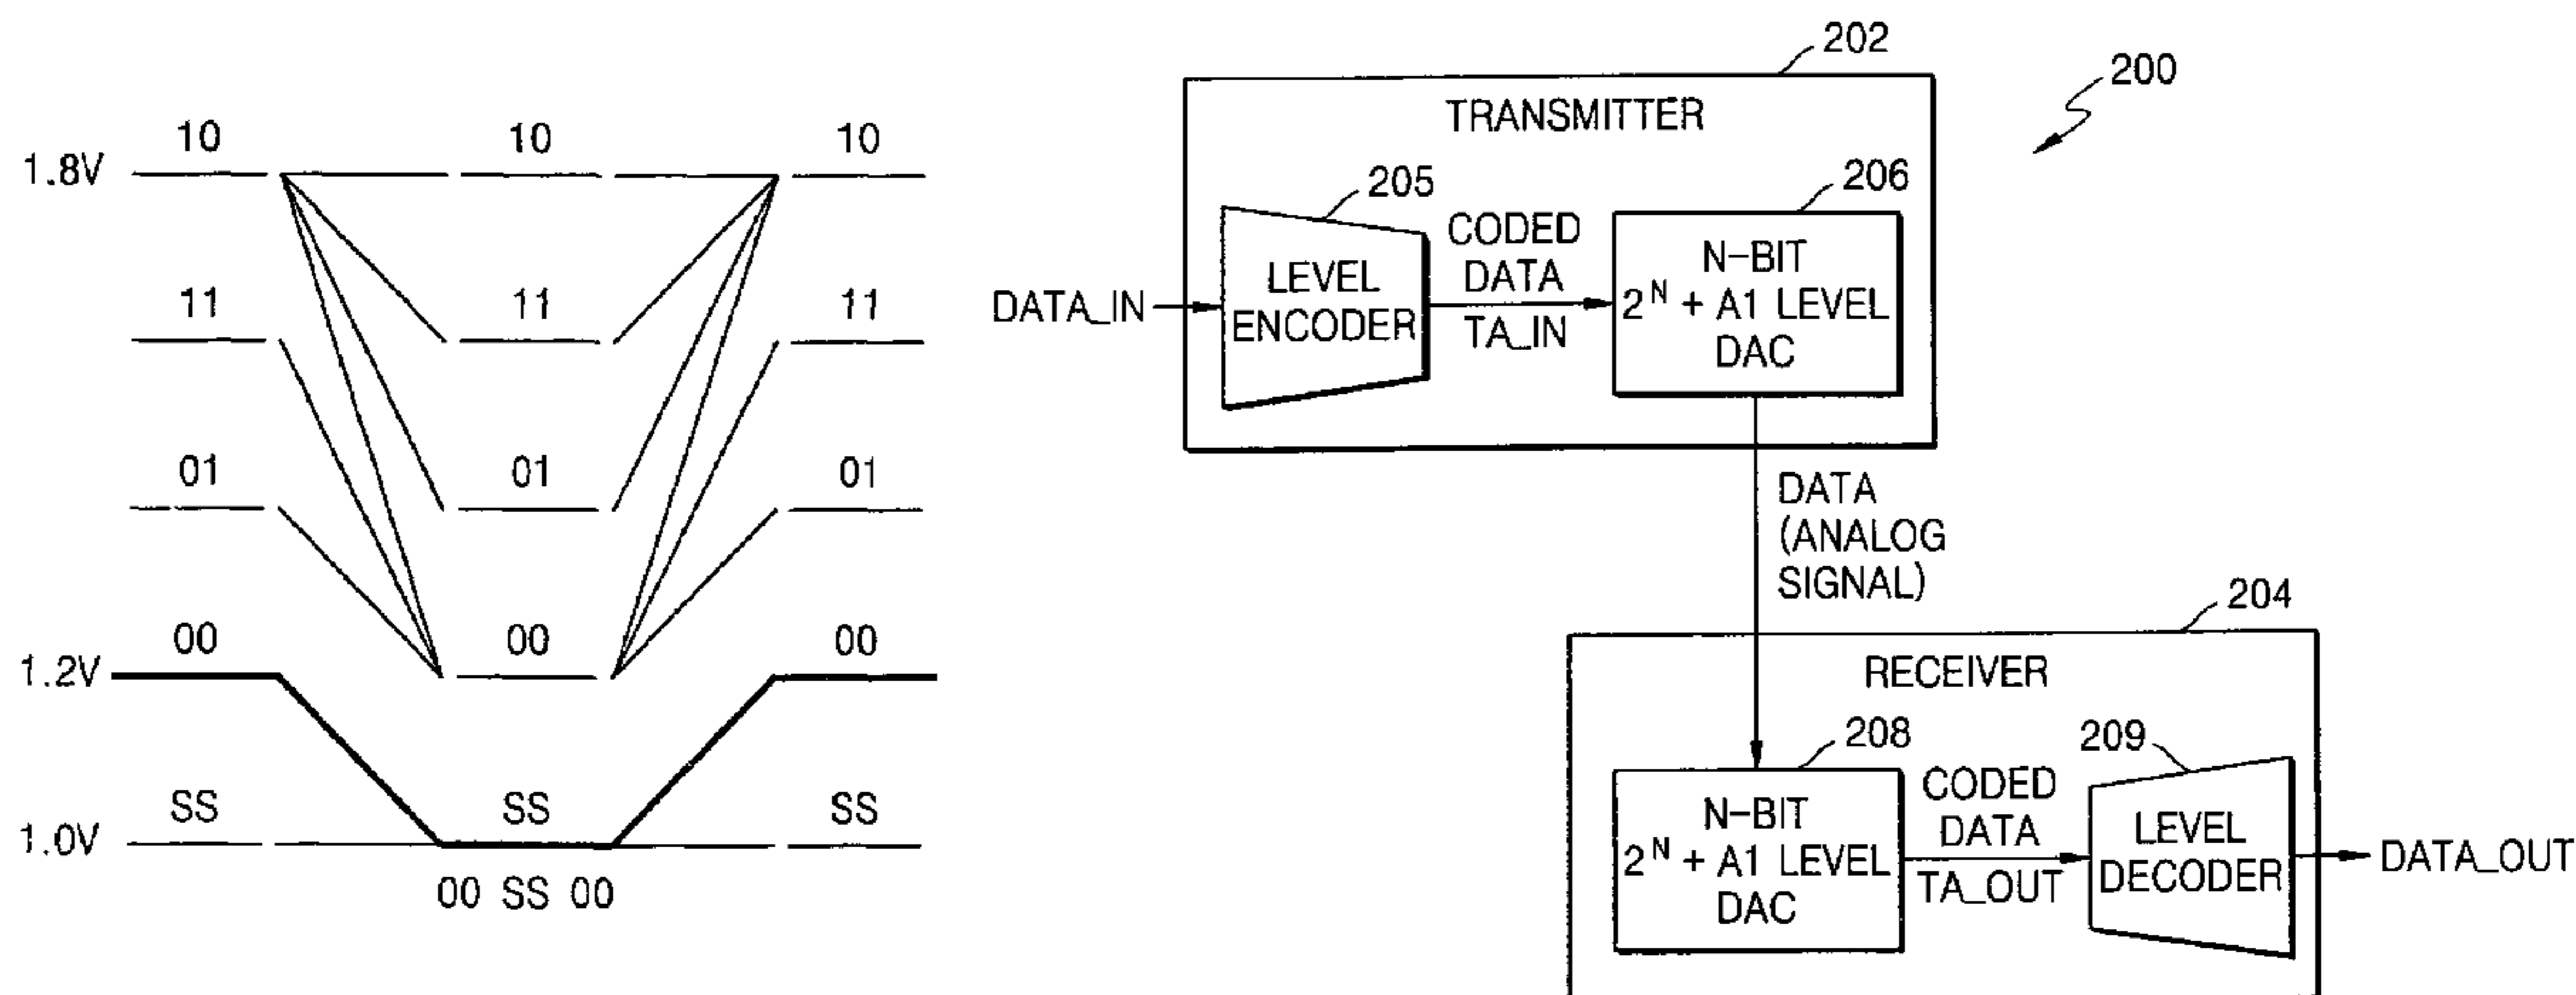 10 10 10
1.8V
11 11 11
01 01 01
00 00 00
1.2V
SS SS SS
1.0V
00 SS 00
200
202
TRANSMITTER
205
206
DATA_IN
LEVEL
ENCODER
CODED
DATA
TA_IN
N-BIT
2^N + A1 LEVEL
DAC
DATA
(ANALOG
SIGNAL)
204
RECEIVER
208
209
N-BIT
2^N + A1 LEVEL
DAC
CODED
DATA
TA_OUT
LEVEL
DECODER
DATA_OUT